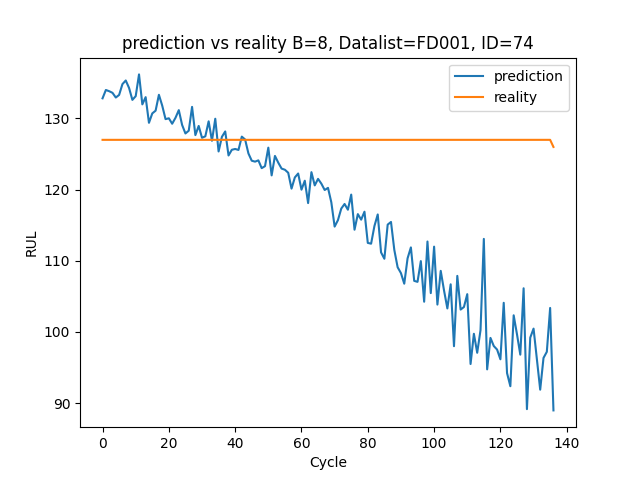 prediction vs reality B=8, Datalist=FD001, ID=74
prediction
reality
RUL
130
120
110
100
90
0 20 40 60 80 100 120 140
Cycle